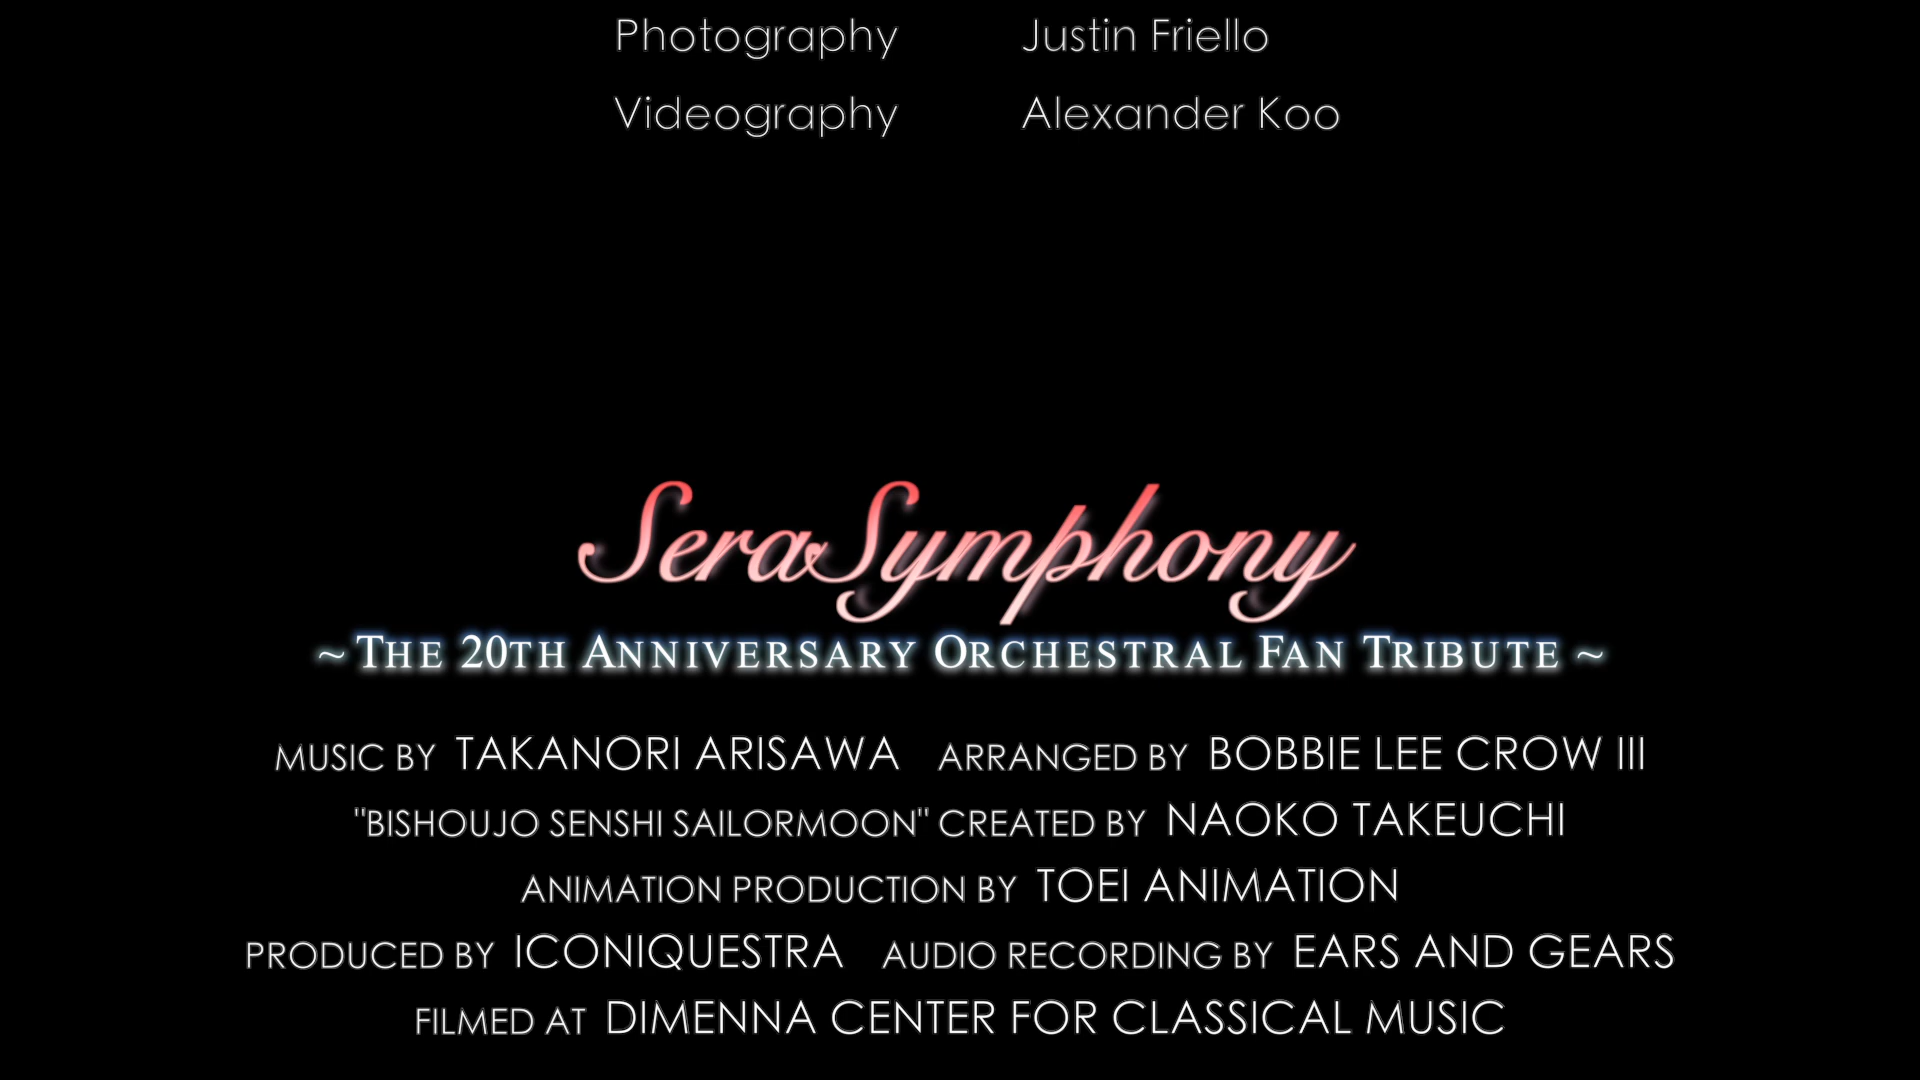 Photography Justin Friello
Videography Alexander Koo
SeraSymphony
~ THE 20TH ANNIVERSARY ORCHESTRAL FAN TRIBUTE ~
MUSIC BY TAKANORI ARISAWA ARRANGED BY BOBBIE LEE CROW III
"BISHOUJO SENSHI SAILORMOON" CREATED BY NAOKO TAKEUCHI
ANIMATION PRODUCTION BY TOEI ANIMATION
PRODUCED BY ICONIQUESTRA AUDIO RECORDING BY EARS AND GEARS
FILMED AT DIMENNA CENTER FOR CLASSICAL MUSIC